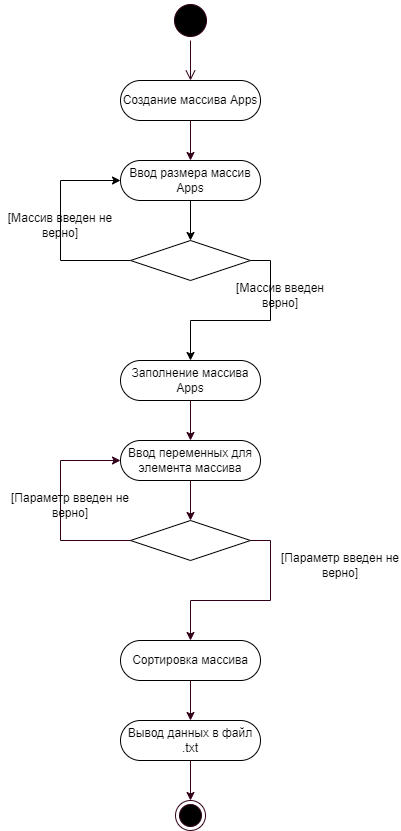 Создание массива Apps
Ввод размера массив
Apps
[Массив введен не
верно]
[Массив введен
верно]
Заполнение массива
Apps
Ввод переменных для
элемента массива
[Параметр введен не
верно]
[Параметр введен не
верно]
Сортировка массива
Вывод данных в файл
.txt